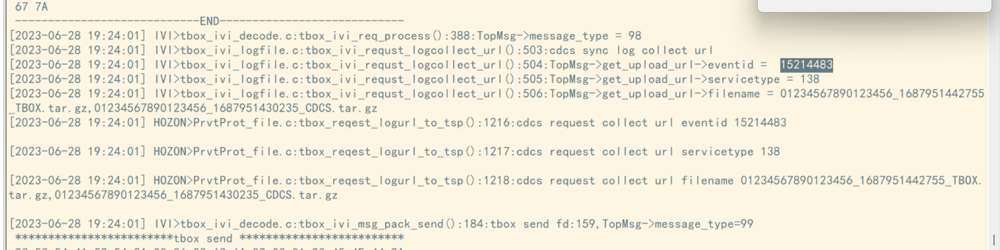 67 7A
----------------------------END----------------------------
[2023-06-28 19:24:01] IVI>tbox_ivi_decode.c:tbox_ivi_req_process():388:TopMsg->message_type = 98
[2023-06-28 19:24:01] IVI>tbox_ivi_logfile.c:tbox_ivi_requst_logcollect_url():503:cdcs sync log collect url
[2023-06-28 19:24:01] IVI>tbox_ivi_logfile.c:tbox_ivi_requst_logcollect_url():504:TopMsg->get_upload_url->eventid =  15214483
[2023-06-28 19:24:01] IVI>tbox_ivi_logfile.c:tbox_ivi_requst_logcollect_url():505:TopMsg->get_upload_url->servicetype = 138
[2023-06-28 19:24:01] IVI>tbox_ivi_logfile.c:tbox_ivi_requst_logcollect_url():506:TopMsg->get_upload_url->filename = 01234567890123456_1687951442755
_TBOX.tar.gz,01234567890123456_1687951430235_CDCS.tar.gz
[2023-06-28 19:24:01] HOZON>PrvtProt_file.c:tbox_reqest_logurl_to_tsp():1216:cdcs request collect url eventid 15214483
[2023-06-28 19:24:01] HOZON>PrvtProt_file.c:tbox_reqest_logurl_to_tsp():1217:cdcs request collect url servicetype 138
[2023-06-28 19:24:01] HOZON>PrvtProt_file.c:tbox_reqest_logurl_to_tsp():1218:cdcs request collect url filename 01234567890123456_1687951442755_TBOX.
tar.gz,01234567890123456_1687951430235_CDCS.tar.gz
[2023-06-28 19:24:01] IVI>tbox_ivi_decode.c:tbox_ivi_msg_pack_send():184:tbox send fd:159,TopMsg->message_type=99
************************tbox send *************************